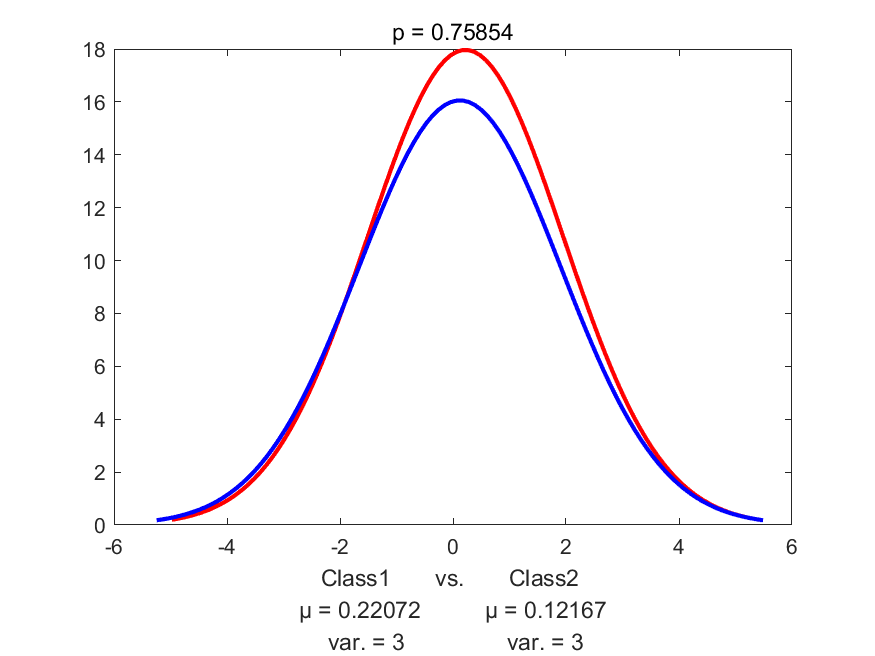 p = 0.75854
18
16
14
12
10
8
6
4
2
0
-6 -4 -2 0 2 4 6
Class1 vs. Class2
μ = 0.22072 μ = 0.12167
var. = 3 var. = 3